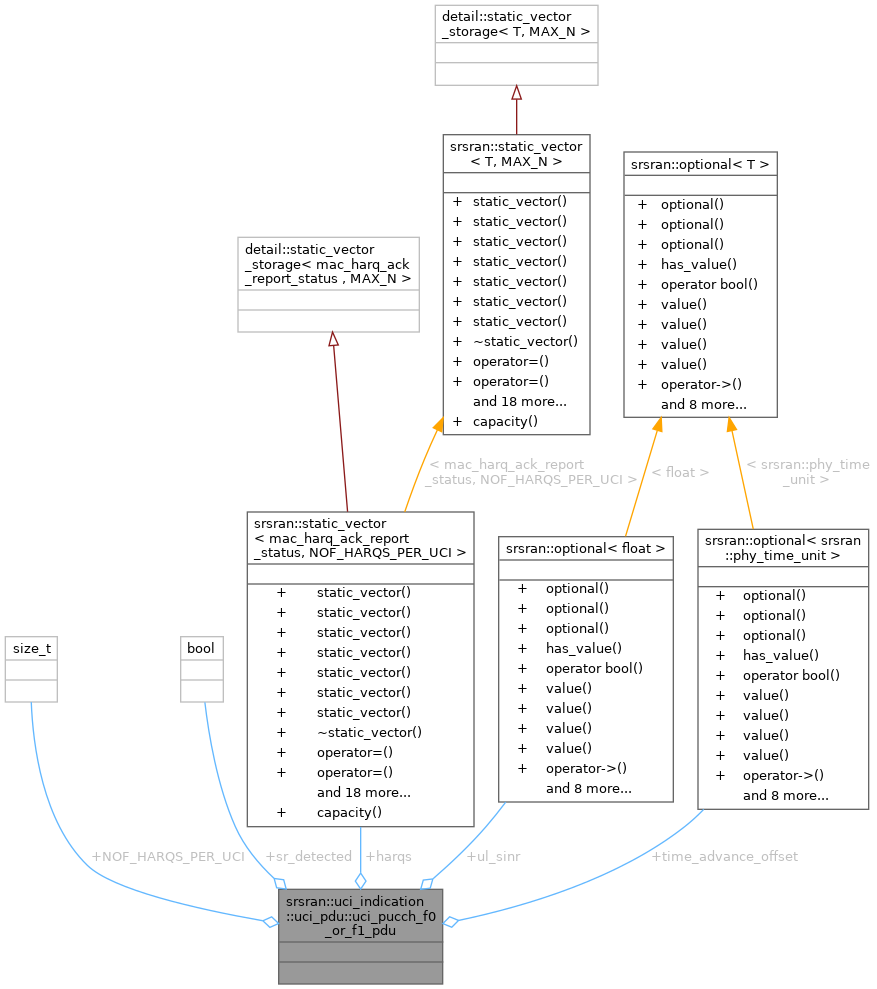 detail::static_vector
_storage< T, MAX_N >
srsran::static_vector
< T, MAX_N >
+ static_vector()
+ static_vector()
+ static_vector()
+ static_vector()
+ static_vector()
+ static_vector()
+ static_vector()
+ ~static_vector()
+ operator=()
+ operator=()
and 18 more...
+ capacity()
srsran::optional< T >
+ optional()
+ optional()
+ optional()
+ has_value()
+ operator bool()
+ value()
+ value()
+ value()
+ value()
+ operator->()
and 8 more...
detail::static_vector
_storage< mac_harq_ack
_report_status , MAX_N >
< mac_harq_ack_report
_status, NOF_HARQS_PER_UCI >
< float >
< srsran::phy_time
_unit >
srsran::static_vector
< mac_harq_ack_report
_status, NOF_HARQS_PER_UCI >
+ static_vector()
+ static_vector()
+ static_vector()
+ static_vector()
+ static_vector()
+ static_vector()
+ static_vector()
+ ~static_vector()
+ operator=()
+ operator=()
and 18 more...
+ capacity()
srsran::optional< float >
+ optional()
+ optional()
+ optional()
+ has_value()
+ operator bool()
+ value()
+ value()
+ value()
+ value()
+ operator->()
and 8 more...
srsran::optional< srsran
::phy_time_unit >
+ optional()
+ optional()
+ optional()
+ has_value()
+ operator bool()
+ value()
+ value()
+ value()
+ value()
+ operator->()
and 8 more...
size_t
bool
+NOF_HARQS_PER_UCI
+sr_detected
+harqs
+ul_sinr
+time_advance_offset
srsran::uci_indication
::uci_pdu::uci_pucch_f0
_or_f1_pdu